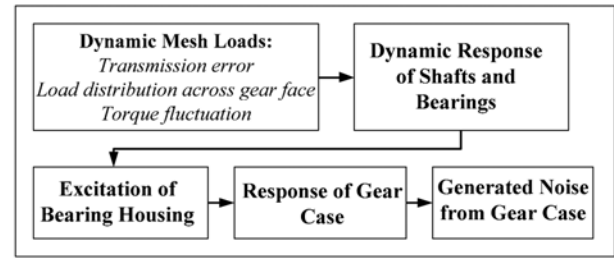 Dynamic Mesh Loads:
Transmission error
Load distribution across gear face
Torque fluctuation
Dynamic Response
of Shafts and
Bearings
Excitation of
Bearing Housing
Response of Gear
Case
Generated Noise
from Gear Case